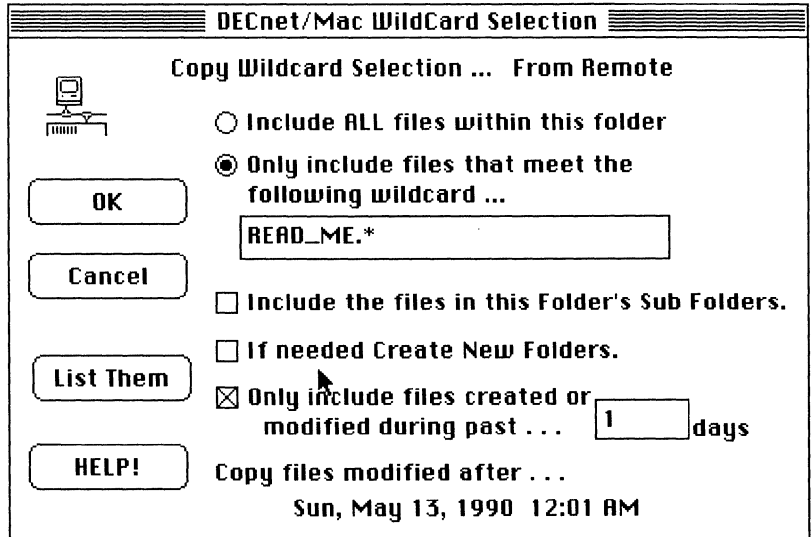 DECnet/Mac WildCard Selection
Copy Wildcard Selection ... From Remote
Include ALL files within this folder
Only include files that meet the
following wildcard ...
READ_ME.*
OK
Cancel
List Them
HELP!
Include the files in this Folder's Sub Folders.
If needed Create New Folders.
Only include files created or
modified during past . . . 1 days
Copy files modified after . . .
Sun, May 13, 1990 12:01 AM